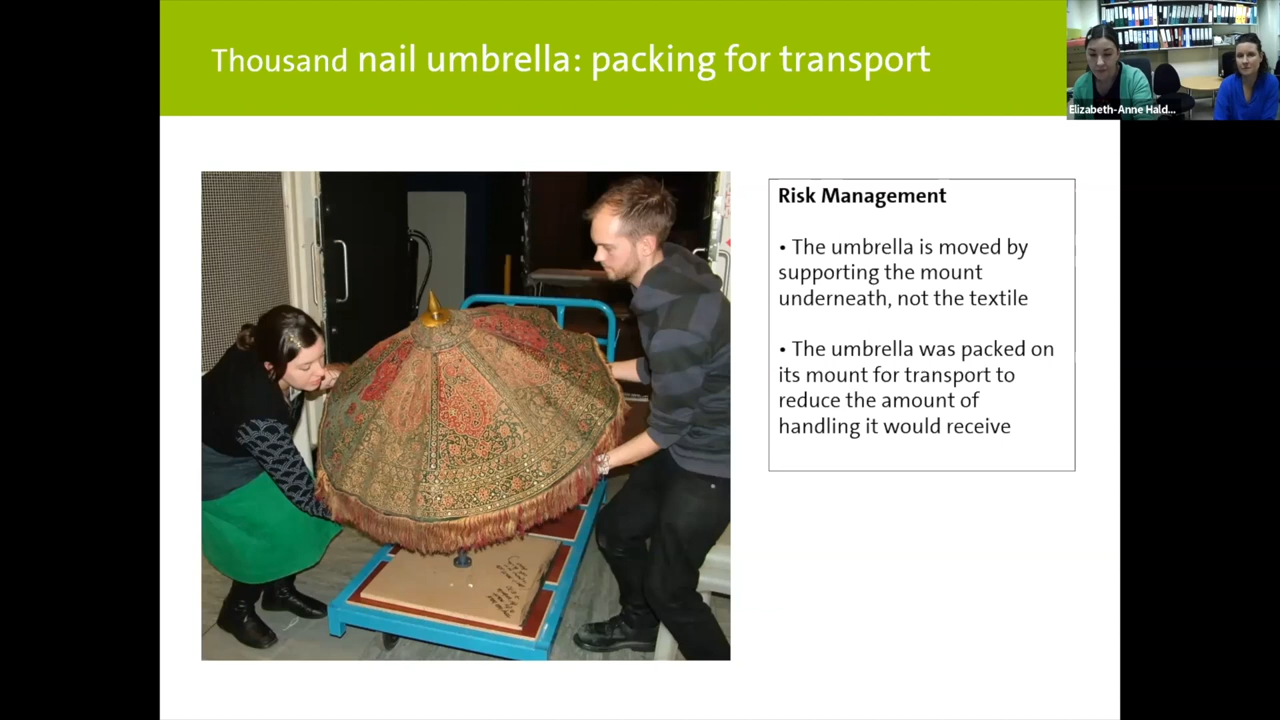 Thousand nail umbrella: packing for transport
Elizabeth-Anne Hald...
Risk Management
• The umbrella is moved by
supporting the mount
underneath, not the textile
• The umbrella was packed on
its mount for transport to
reduce the amount of
handling it would receive